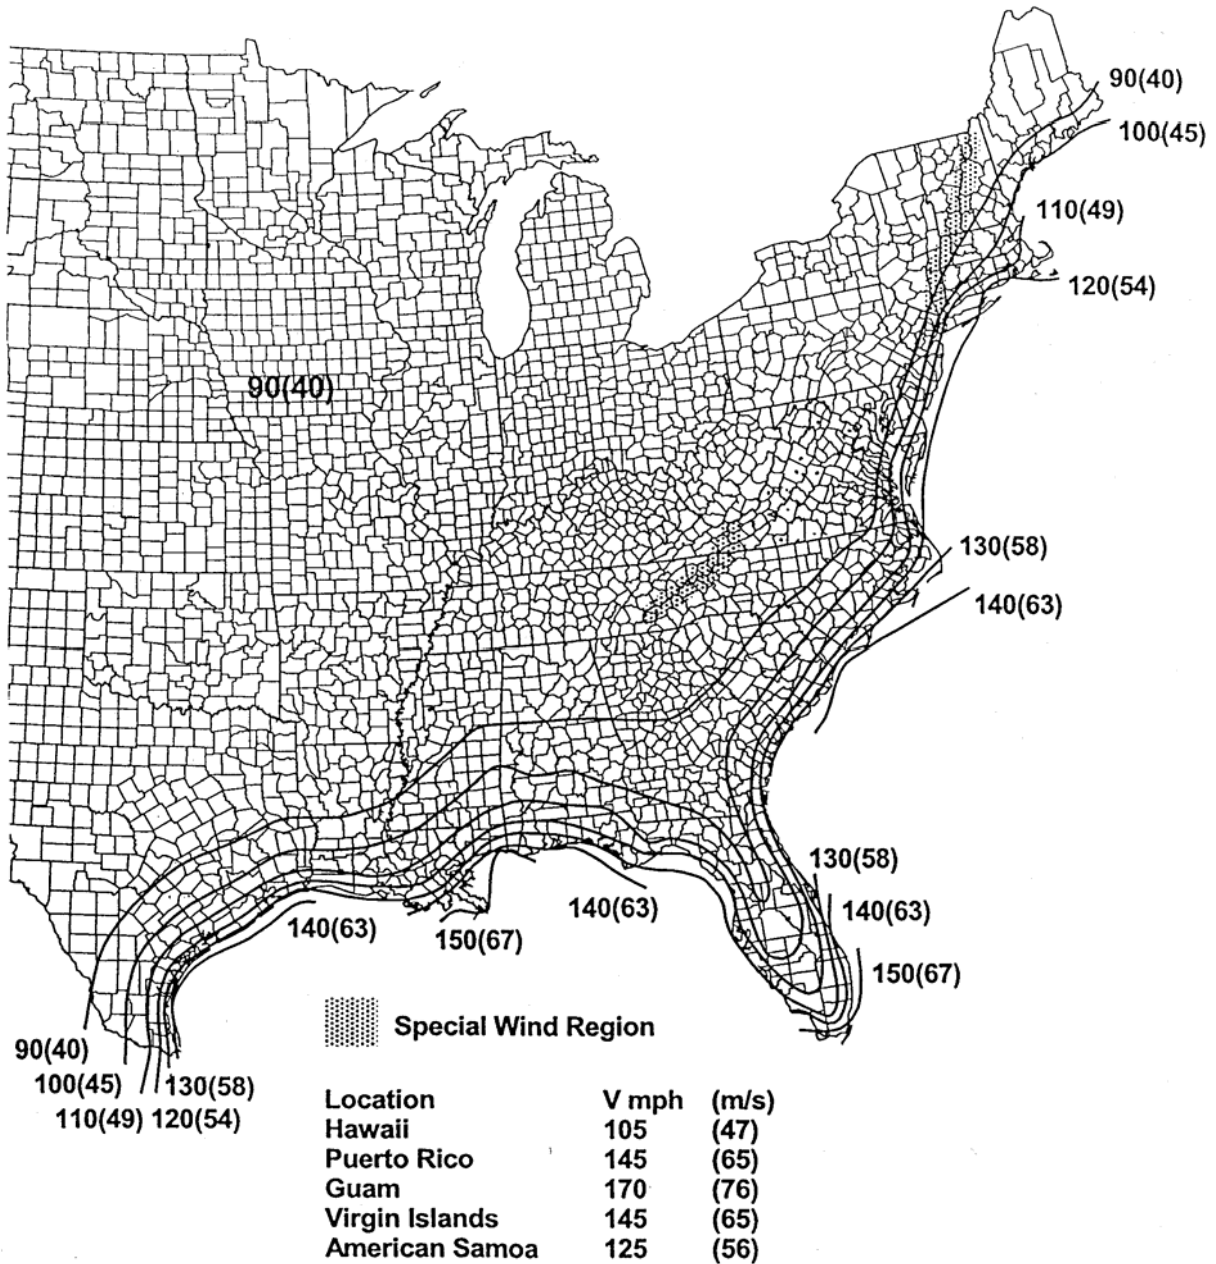 90(40)
100(45)
110(49)
120(54)
90(40)
130(58)
140(63)
130(58)
140(63)
140(63)
140(63)
150(67)
150(67)
Special Wind Region
90(40)
100(45)
130(58)
110(49)
120(54)
Location V mph (m/s)
Hawaii 105 (47)
Puerto Rico 145 (65)
Guam 170 (76)
Virgin Islands 145 (65)
American Samoa 125 (56)